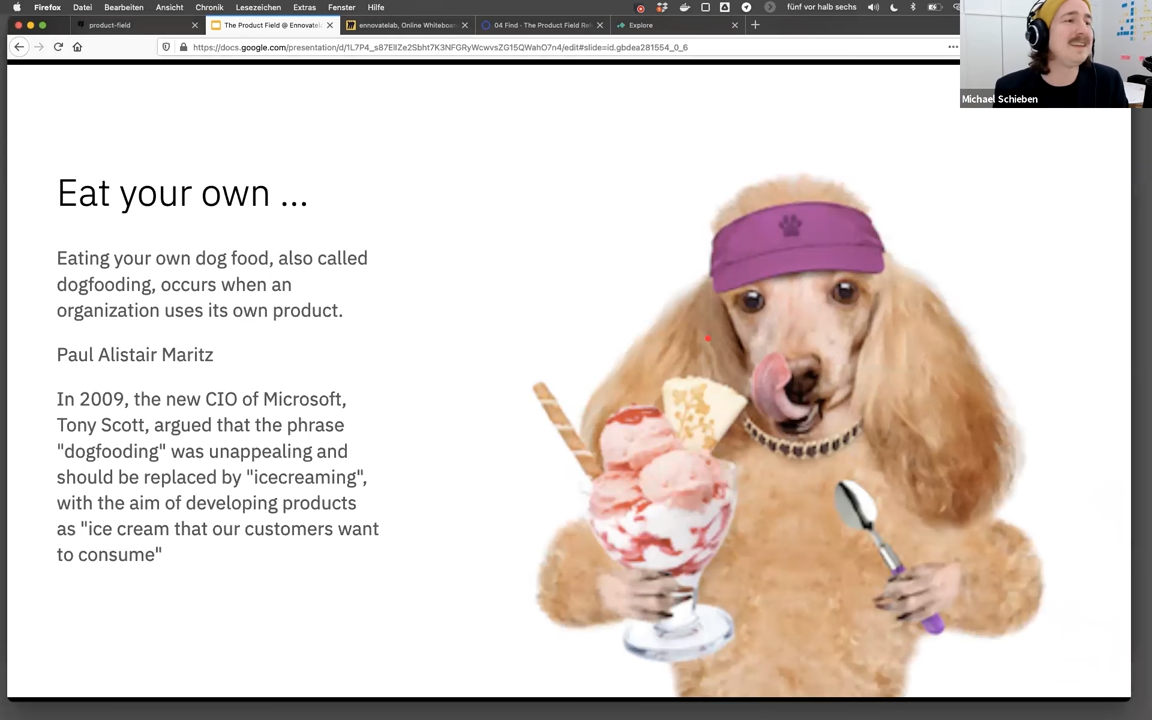 Firefox Datei Bearbeiten Ansicht Chronik Lesezeichen Extras Fenster Hilfe fünf vor halb sechs
product-field
The Product Field @ Ennovatel
ennovatelab, Online Whiteboar
04 Find - The Product Field Re
Explore
https://docs.google.com/presentation/d/
Michael Schieben
Eat your own ...
Eating your own dog food, also called
dogfooding, occurs when an
organization uses its own product.
Paul Alistair Maritz
In 2009, the new CIO of Microsoft,
Tony Scott, argued that the phrase
"dogfooding" was unappealing and
should be replaced by "icecreaming",
with the aim of developing products
as "ice cream that our customers want
to consume"